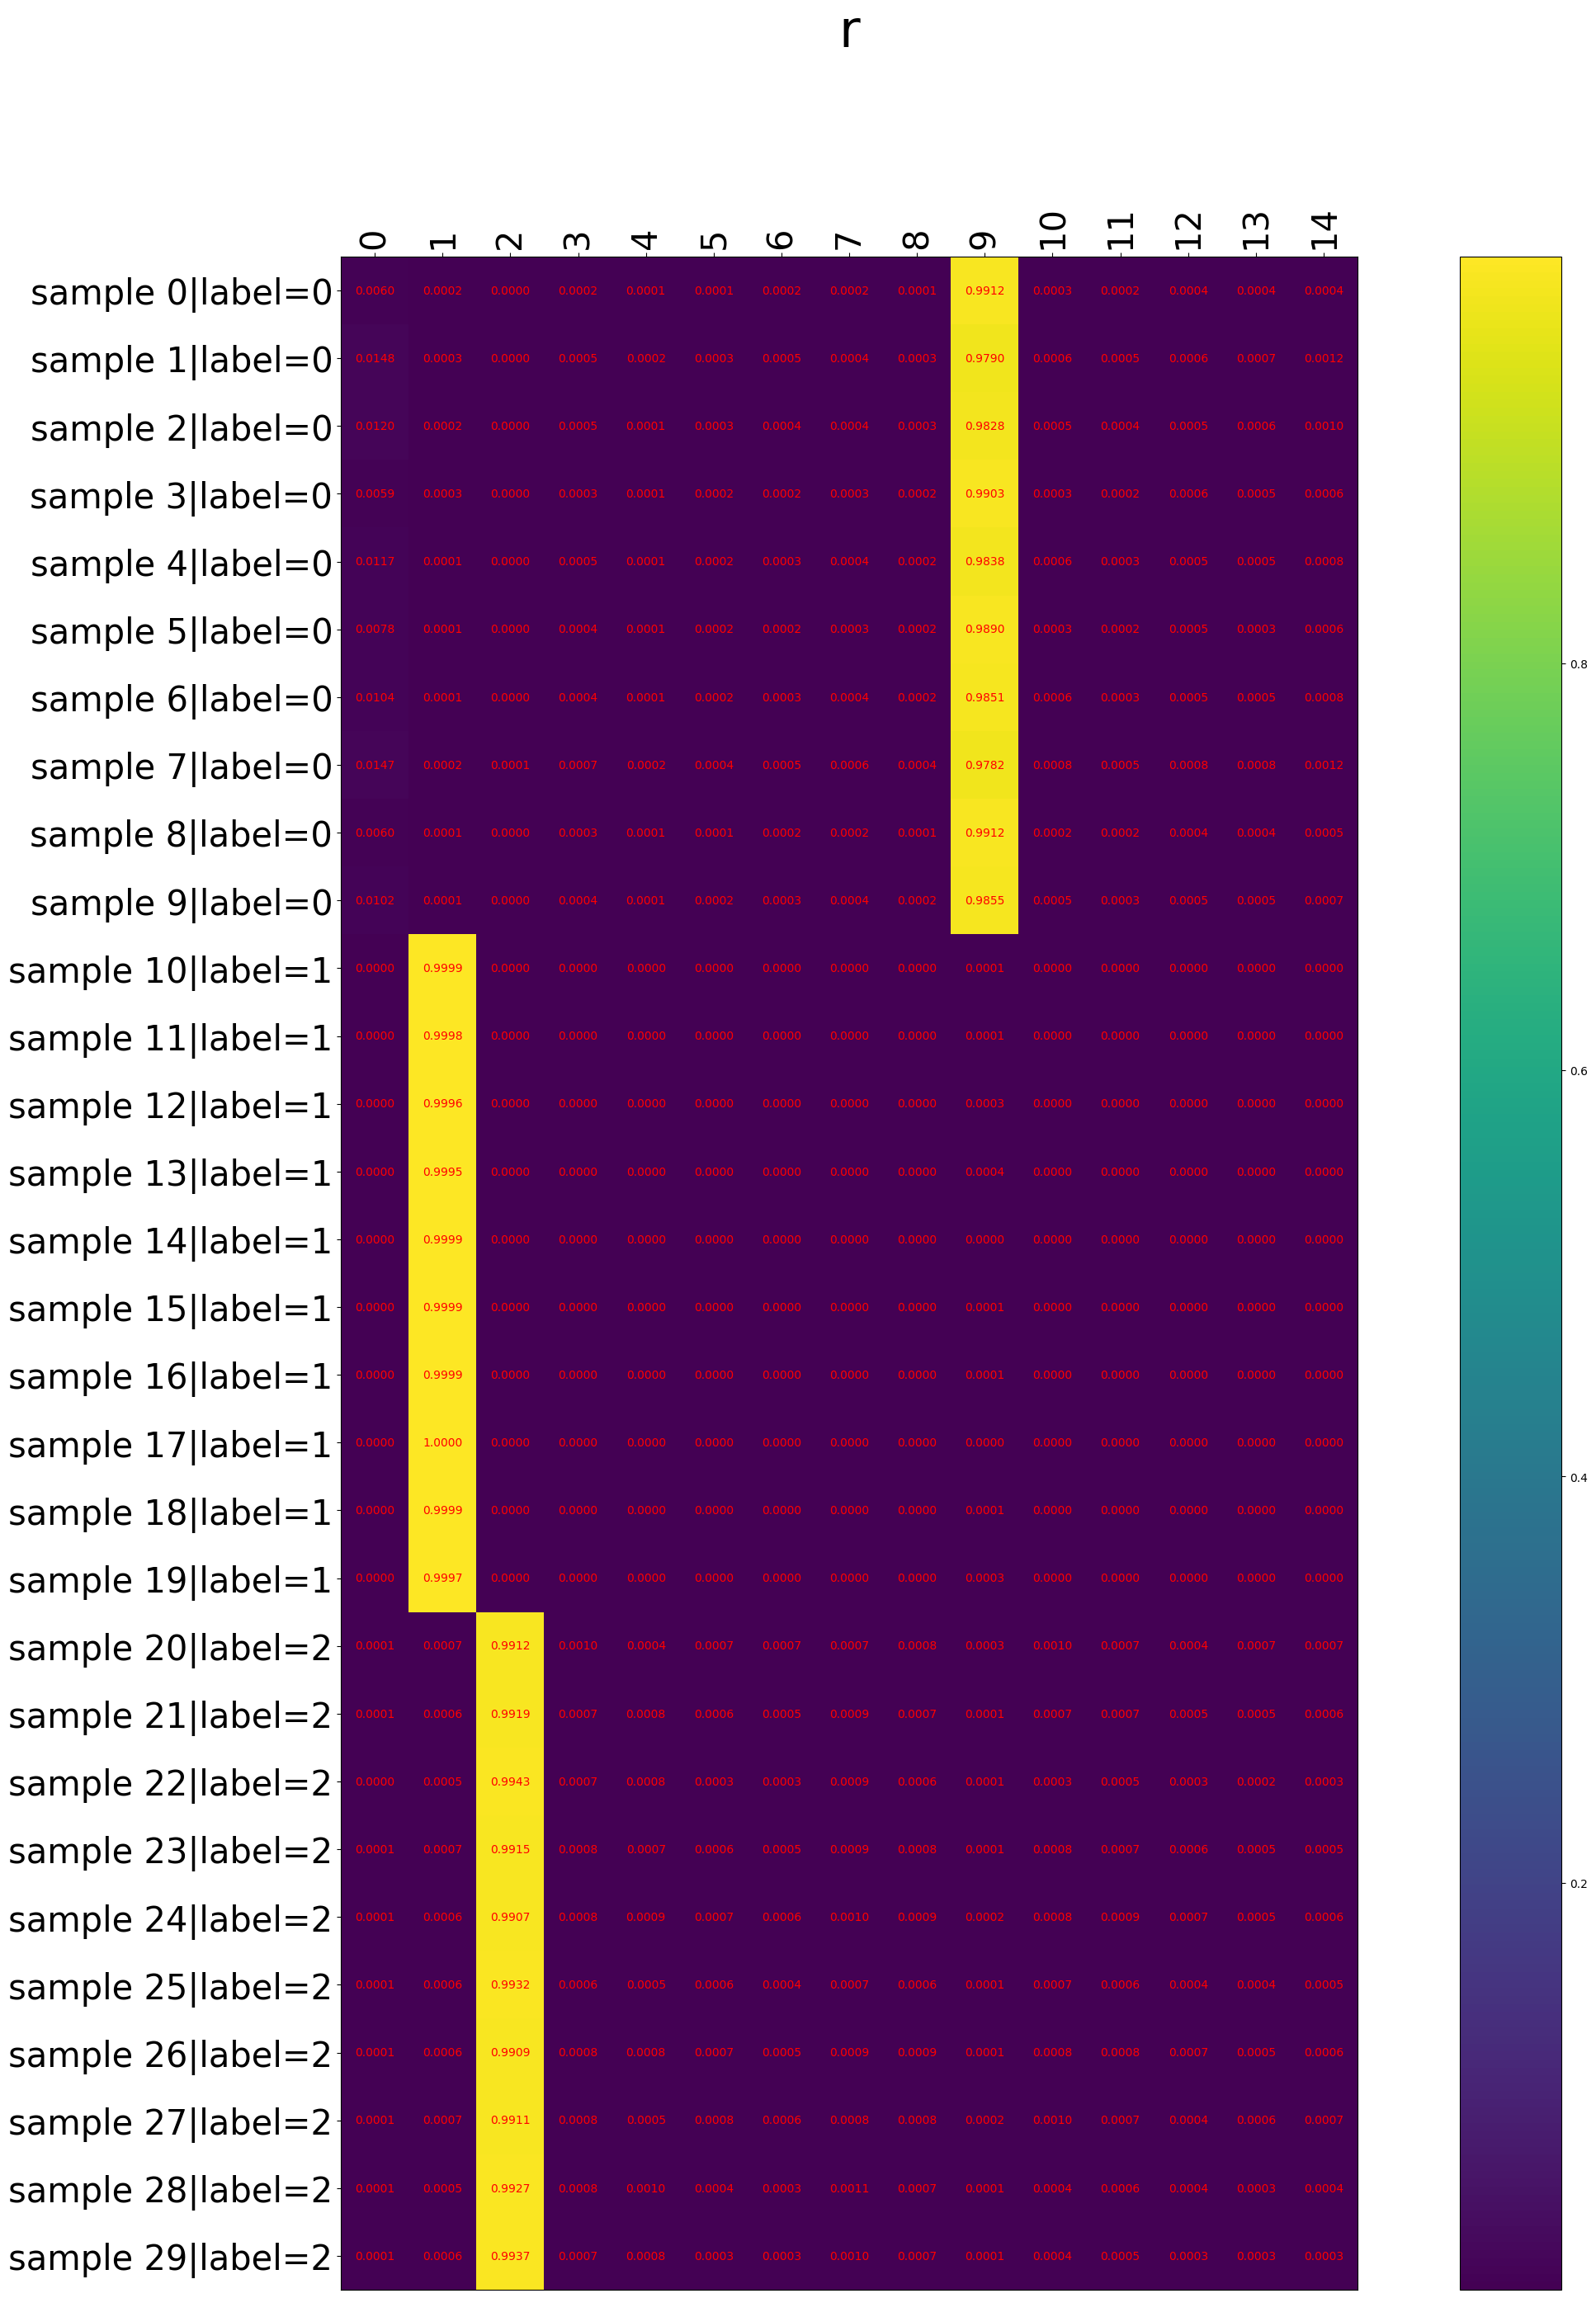 r
0 1 2 3 4 5 6 7 8 9 10 11 12 13 14
sample 0|label=0 0.0060 0.0002 0.0000 0.0002 0.0001 0.0001 0.0002 0.0002 0.0001 0.9912 0.0003 0.0002 0.0004 0.0004 0.0004
sample 1|label=0 0.0148 0.0003 0.0000 0.0005 0.0002 0.0003 0.0005 0.0004 0.0003 0.9790 0.0006 0.0005 0.0006 0.0007 0.0012
sample 2|label=0 0.0120 0.0002 0.0000 0.0005 0.0001 0.0003 0.0004 0.0004 0.0003 0.9828 0.0005 0.0004 0.0005 0.0006 0.0010
sample 3|label=0 0.0059 0.0003 0.0000 0.0003 0.0001 0.0002 0.0002 0.0003 0.0002 0.9903 0.0003 0.0002 0.0006 0.0005 0.0006
sample 4|label=0 0.0117 0.0001 0.0000 0.0005 0.0001 0.0002 0.0003 0.0004 0.0002 0.9838 0.0006 0.0003 0.0005 0.0005 0.0008
0.8
sample 5|label=0 0.0078 0.0001 0.0000 0.0004 0.0001 0.0002 0.0002 0.0003 0.0002 0.9890 0.0003 0.0002 0.0005 0.0003 0.0006
sample 6|label=0 0.0104 0.0001 0.0000 0.0004 0.0001 0.0002 0.0003 0.0004 0.0002 0.9851 0.0006 0.0003 0.0005 0.0005 0.0008
sample 7|label=0 0.0147 0.0002 0.0001 0.0007 0.0002 0.0004 0.0005 0.0006 0.0004 0.9782 0.0008 0.0005 0.0008 0.0008 0.0012
sample 8|label=0 0.0060 0.0001 0.0000 0.0003 0.0001 0.0001 0.0002 0.0002 0.0001 0.9912 0.0002 0.0002 0.0004 0.0004 0.0005
sample 9|label=0 0.0102 0.0001 0.0000 0.0004 0.0001 0.0002 0.0003 0.0004 0.0002 0.9855 0.0005 0.0003 0.0005 0.0005 0.0007
sample 10|label=1 0.0000 0.9999 0.0000 0.0000 0.0000 0.0000 0.0000 0.0000 0.0000 0.0001 0.0000 0.0000 0.0000 0.0000 0.0000
sample 11|label=1 0.0000 0.9998 0.0000 0.0000 0.0000 0.0000 0.0000 0.0000 0.0000 0.0001 0.0000 0.0000 0.0000 0.0000 0.0000
0.6
sample 12|label=1 0.0000 0.9996 0.0000 0.0000 0.0000 0.0000 0.0000 0.0000 0.0000 0.0003 0.0000 0.0000 0.0000 0.0000 0.0000
sample 13|label=1 0.0000 0.9995 0.0000 0.0000 0.0000 0.0000 0.0000 0.0000 0.0000 0.0004 0.0000 0.0000 0.0000 0.0000 0.0000
sample 14|label=1 0.0000 0.9999 0.0000 0.0000 0.0000 0.0000 0.0000 0.0000 0.0000 0.0000 0.0000 0.0000 0.0000 0.0000 0.0000
sample 15|label=1 0.0000 0.9999 0.0000 0.0000 0.0000 0.0000 0.0000 0.0000 0.0000 0.0001 0.0000 0.0000 0.0000 0.0000 0.0000
sample 16|label=1 0.0000 0.9999 0.0000 0.0000 0.0000 0.0000 0.0000 0.0000 0.0000 0.0001 0.0000 0.0000 0.0000 0.0000 0.0000
sample 17|label=1 0.0000 1.0000 0.0000 0.0000 0.0000 0.0000 0.0000 0.0000 0.0000 0.0000 0.0000 0.0000 0.0000 0.0000 0.0000
0.4
sample 18|label=1 0.0000 0.9999 0.0000 0.0000 0.0000 0.0000 0.0000 0.0000 0.0000 0.0001 0.0000 0.0000 0.0000 0.0000 0.0000
sample 19|label=1 0.0000 0.9997 0.0000 0.0000 0.0000 0.0000 0.0000 0.0000 0.0000 0.0003 0.0000 0.0000 0.0000 0.0000 0.0000
sample 20|label=2 0.0001 0.0007 0.9912 0.0010 0.0004 0.0007 0.0007 0.0007 0.0008 0.0003 0.0010 0.0007 0.0004 0.0007 0.0007
sample 21|label=2 0.0001 0.0006 0.9919 0.0007 0.0008 0.0006 0.0005 0.0009 0.0007 0.0001 0.0007 0.0007 0.0005 0.0005 0.0006
sample 22|label=2 0.0000 0.0005 0.9943 0.0007 0.0008 0.0003 0.0003 0.0009 0.0006 0.0001 0.0003 0.0005 0.0003 0.0002 0.0003
sample 23|label=2 0.0001 0.0007 0.9915 0.0008 0.0007 0.0006 0.0005 0.0009 0.0008 0.0001 0.0008 0.0007 0.0006 0.0005 0.0005
0.2
sample 24|label=2 0.0001 0.0006 0.9907 0.0008 0.0009 0.0007 0.0006 0.0010 0.0009 0.0002 0.0008 0.0009 0.0007 0.0005 0.0006
sample 25|label=2 0.0001 0.0006 0.9932 0.0006 0.0005 0.0006 0.0004 0.0007 0.0006 0.0001 0.0007 0.0006 0.0004 0.0004 0.0005
sample 26|label=2 0.0001 0.0006 0.9909 0.0008 0.0008 0.0007 0.0005 0.0009 0.0009 0.0001 0.0008 0.0008 0.0007 0.0005 0.0006
sample 27|label=2 0.0001 0.0007 0.9911 0.0008 0.0005 0.0008 0.0006 0.0008 0.0008 0.0002 0.0010 0.0007 0.0004 0.0006 0.0007
sample 28|label=2 0.0001 0.0005 0.9927 0.0008 0.0010 0.0004 0.0003 0.0011 0.0007 0.0001 0.0004 0.0006 0.0004 0.0003 0.0004
sample 29|label=2 0.0001 0.0006 0.9937 0.0007 0.0008 0.0003 0.0003 0.0010 0.0007 0.0001 0.0004 0.0005 0.0003 0.0003 0.0003